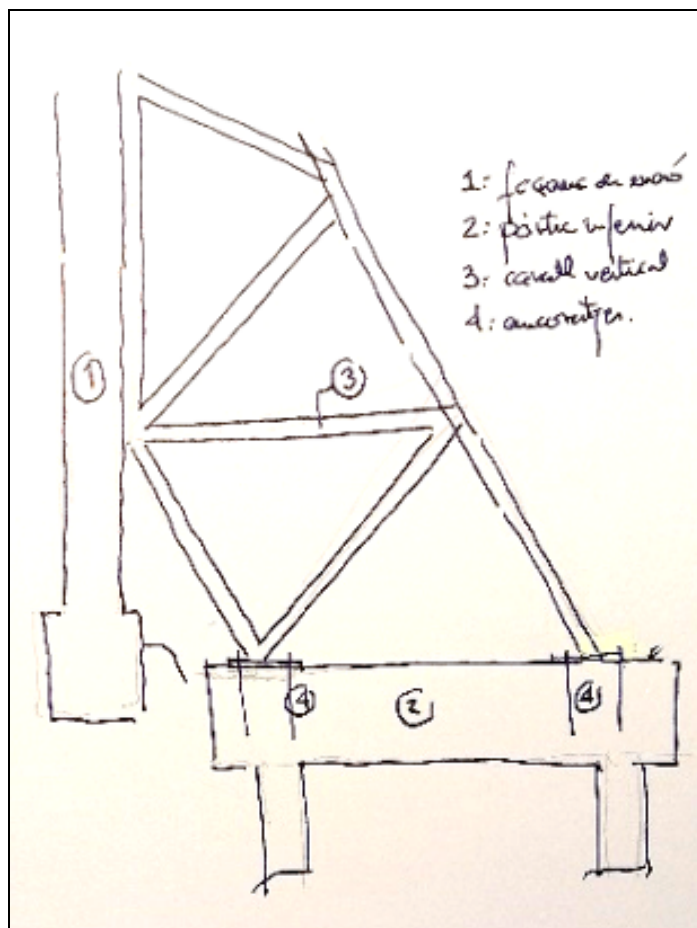 1: façana de maó
2: pòrtic inferior
3: cavall vertical
4: ancoratges.
3
1
4
2
4